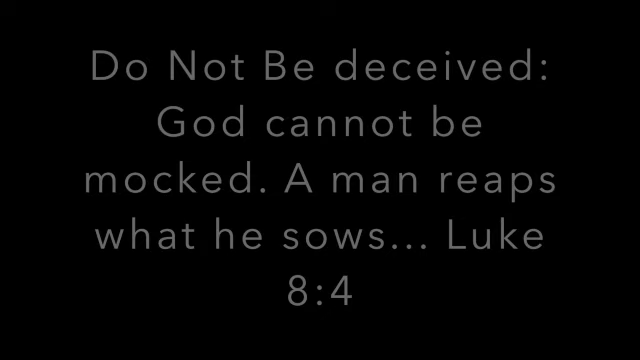 Do Not Be deceived:
God cannot be
mocked. A man reaps
what he sows... Luke
8:4